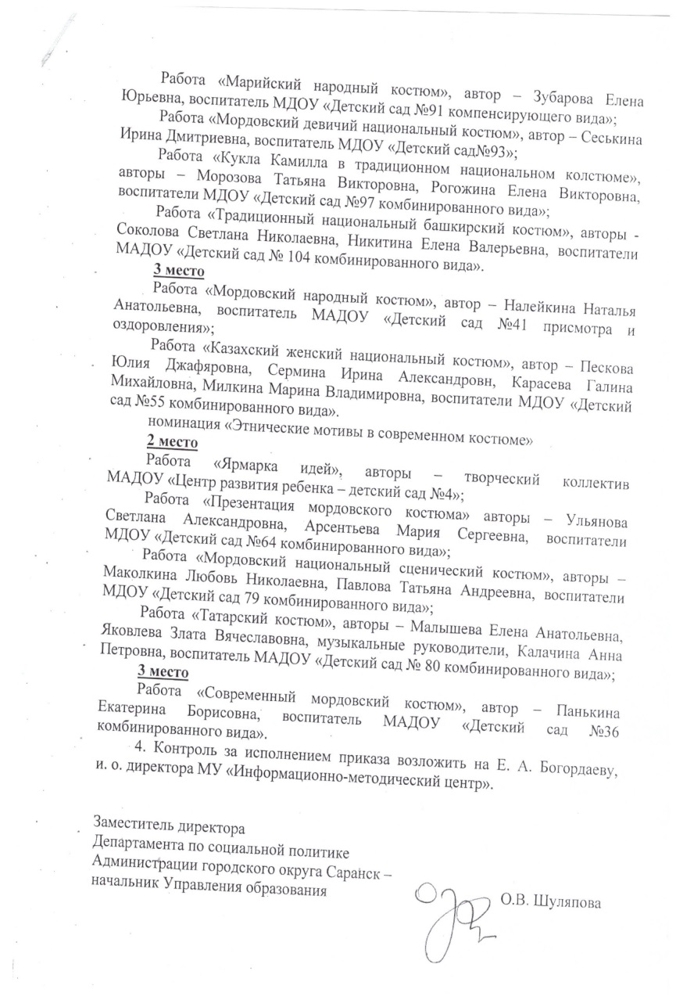 Работа «Марийский народный костюм», автор – Зубарова Елена
Юрьевна, воспитатель МДОУ «Детский сад №91 компенсирующего вида»;
Работа «Мордовский девичий национальный костюм», автор – Сеськина
Ирина Дмитриевна, воспитатель МДОУ «Детский сад№93»;
Работа «Кукла Камилла в традиционном национальном колстюме»,
авторы – Морозова Татьяна Викторовна, Рогожина Елена Викторовна,
воспитатели МДОУ «Детский сад №97 комбинированного вида»;
Работа «Традиционный национальный башкирский костюм», авторы -
Соколова Светлана Николаевна, Никитина Елена Валерьевна, воспитатели
МАДОУ «Детский сад № 104 комбинированного вида».
3 место
Работа «Мордовский народный костюм», автор – Налейкина Наталья
Анатольевна, воспитатель МАДОУ «Детский сад №41 присмотра и
оздоровления»;
Работа «Казахский женский национальный костюм», автор – Пескова
Юлия Джафяровна, Сермина Ирина Александровн, Карасева Галина
Михайловна, Милкина Марина Владимировна, воспитатели МДОУ «Детский
сад №55 комбинированного вида».
номинация «Этнические мотивы в современном костюме»
2 место
Работа «Ярмарка идей», авторы – творческий коллектив
МАДОУ «Центр развития ребенка – детский сад №4»;
Работа «Презентация мордовского костюма» авторы – Ульянова
Светлана Александровна, Арсентьева Мария Сергеевна, воспитатели
МДОУ «Детский сад №64 комбинированного вида»;
Работа «Мордовский национальный сценический костюм», авторы –
Маколкина Любовь Николаевна, Павлова Татьяна Андреевна, воспитатели
МДОУ «Детский сад 79 комбинированного вида»;
Работа «Татарский костюм», авторы – Малышева Елена Анатольевна,
Яковлева Злата Вячеславовна, музыкальные руководители, Калачина Анна
Петровна, воспитатель МАДОУ «Детский сад № 80 комбинированного вида»;
3 место
Работа «Современный мордовский костюм», автор – Панькина
Екатерина Борисовна, воспитатель МАДОУ «Детский сад №36
комбинированного вида».
4. Контроль за исполнением приказа возложить на Е. А. Богордаеву,
и. о. директора МУ «Информационно-методический центр».
Заместитель директора
Департамента по социальной политике
Администрации городского округа Саранск –
начальник Управления образования
О.В. Шуляпова